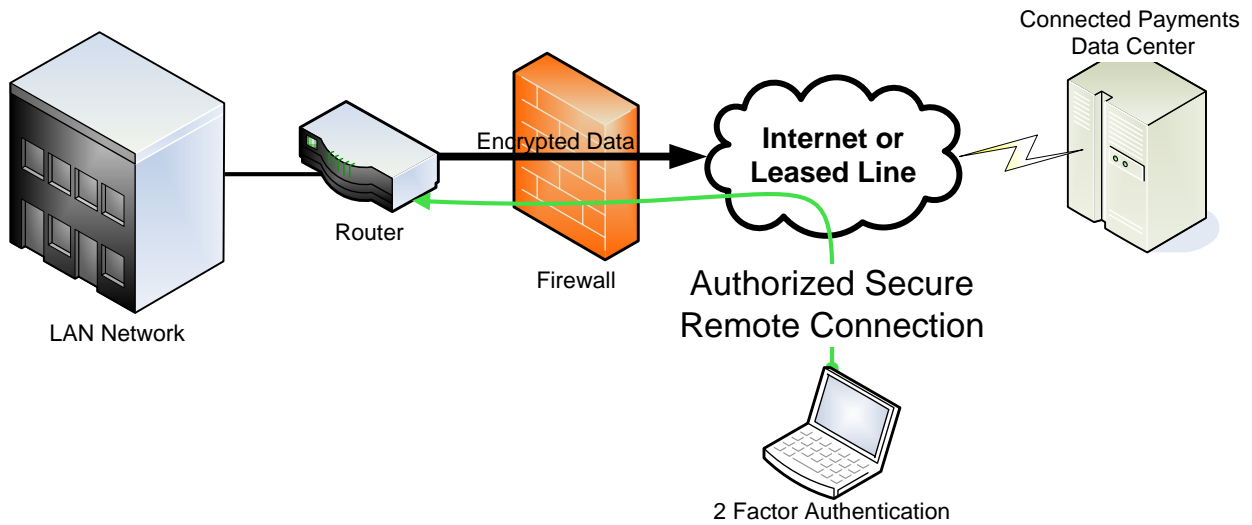 Connected Payments
Data Center
Encrypted Data
Internet or
Leased Line
Router
Firewall
LAN Network
Authorized Secure
Remote Connection
2 Factor Authentication